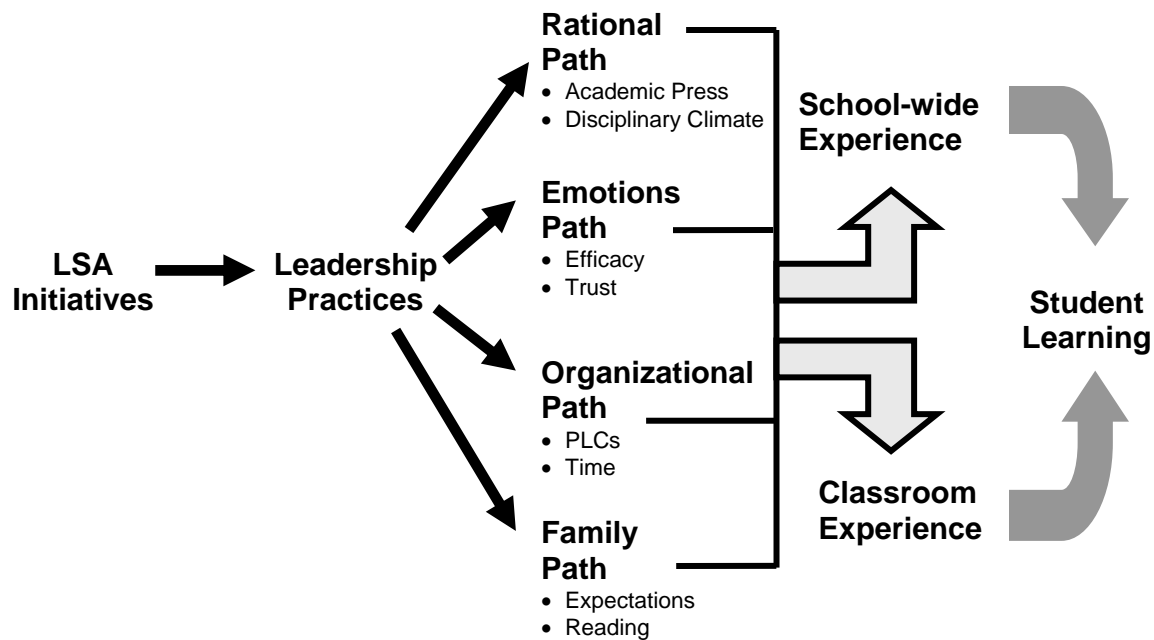 LSA
Initiatives
Leadership
Practices
Rational
Path
• Academic Press
• Disciplinary Climate
Emotions
Path
• Efficacy
• Trust
Organizational
Path
• PLCs
• Time
Family
Path
• Expectations
• Reading
School-wide
Experience
Classroom
Experience
Student
Learning